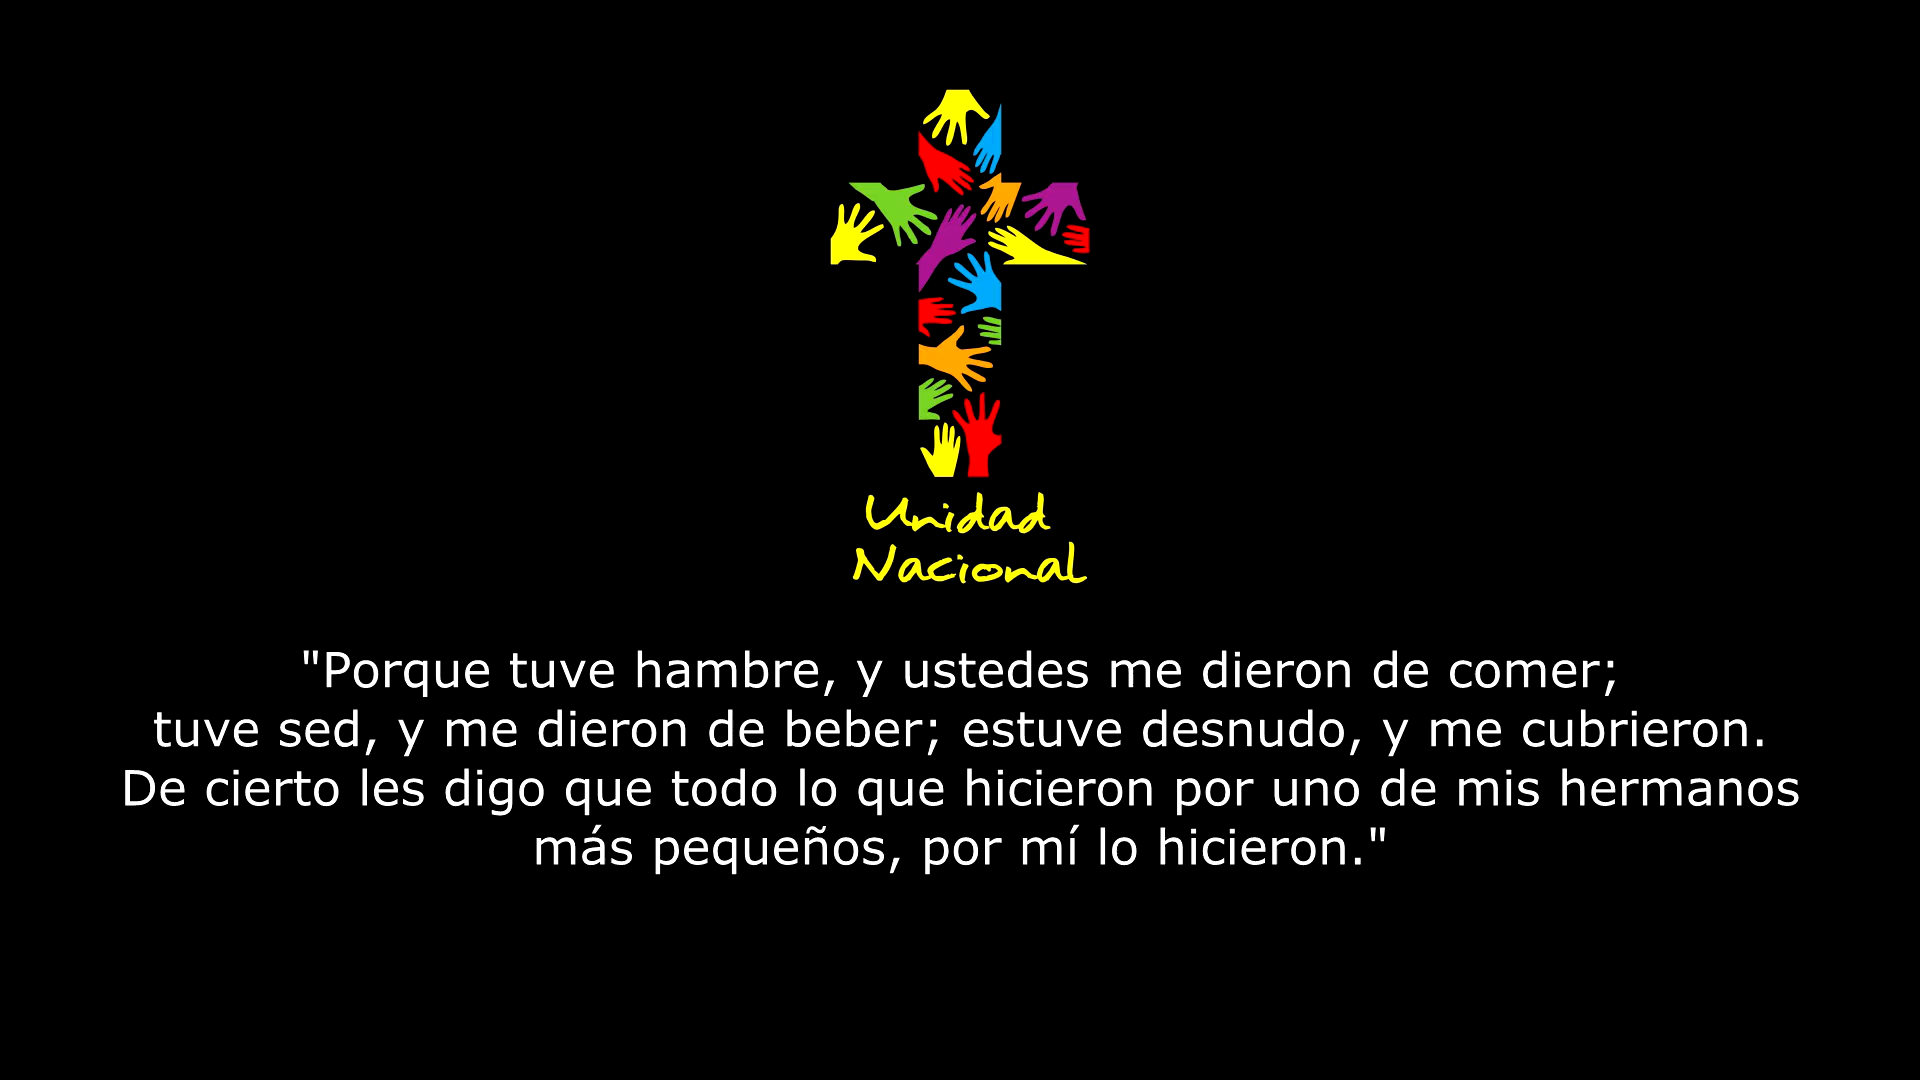 Unidad
Nacional
"Porque tuve hambre, y ustedes me dieron de comer;
tuve sed, y me dieron de beber; estuve desnudo, y me cubrieron.
De cierto les digo que todo lo que hicieron por uno de mis hermanos
más pequeños, por mí lo hicieron."